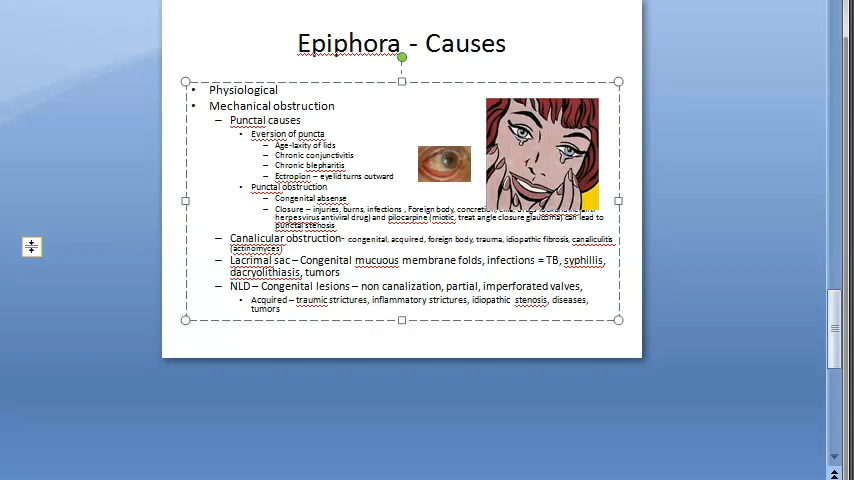 Epiphora - Causes
• Physiological
• Mechanical obstruction
– Punctal causes
• Eversion of puncta
– Age-laxity of lids
– Chronic conjunctivitis
– Chronic blepharitis
– Ectropion – eyelid turns outward
• Punctal obstruction
– Congenital absense
– Closure – injuries, burns, infections , Foreign body, concretion,
herpesvirus antiviral drug) and pilocarpine (miotic, treat angle closure glaucoma) can lead to
punctal stenosis
– Canalicular obstruction- congenital, acquired, foreign body, trauma, idiopathic fibrosis, canaliculitis
(actinomyces)
– Lacrimal sac – Congenital mucuous membrane folds, infections = TB, syphillis,
dacryolithiasis, tumors
– NLD – Congenital lesions – non canalization, partial, imperforated valves,
• Acquired – traumic strictures, inflammatory strictures, idiopathic stenosis, diseases,
tumors